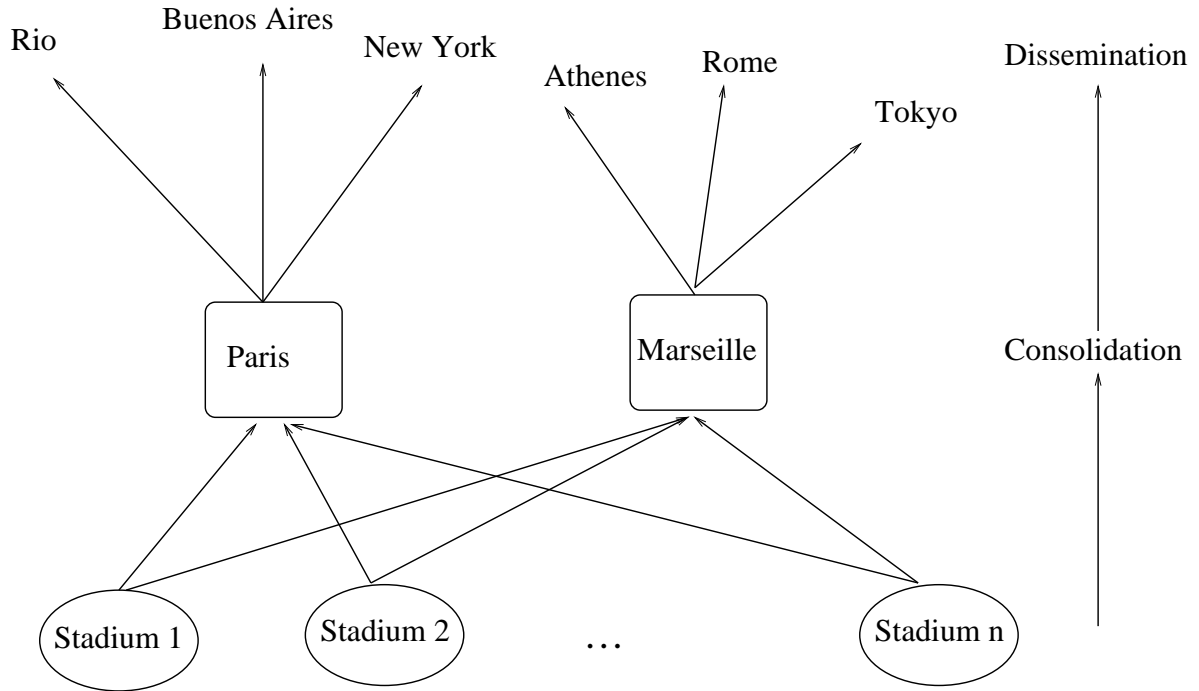 Rio
Buenos Aires
New York
Athenes
Rome
Tokyo
Dissemination
Paris
Marseille
Consolidation
Stadium 1
Stadium 2
...
Stadium n